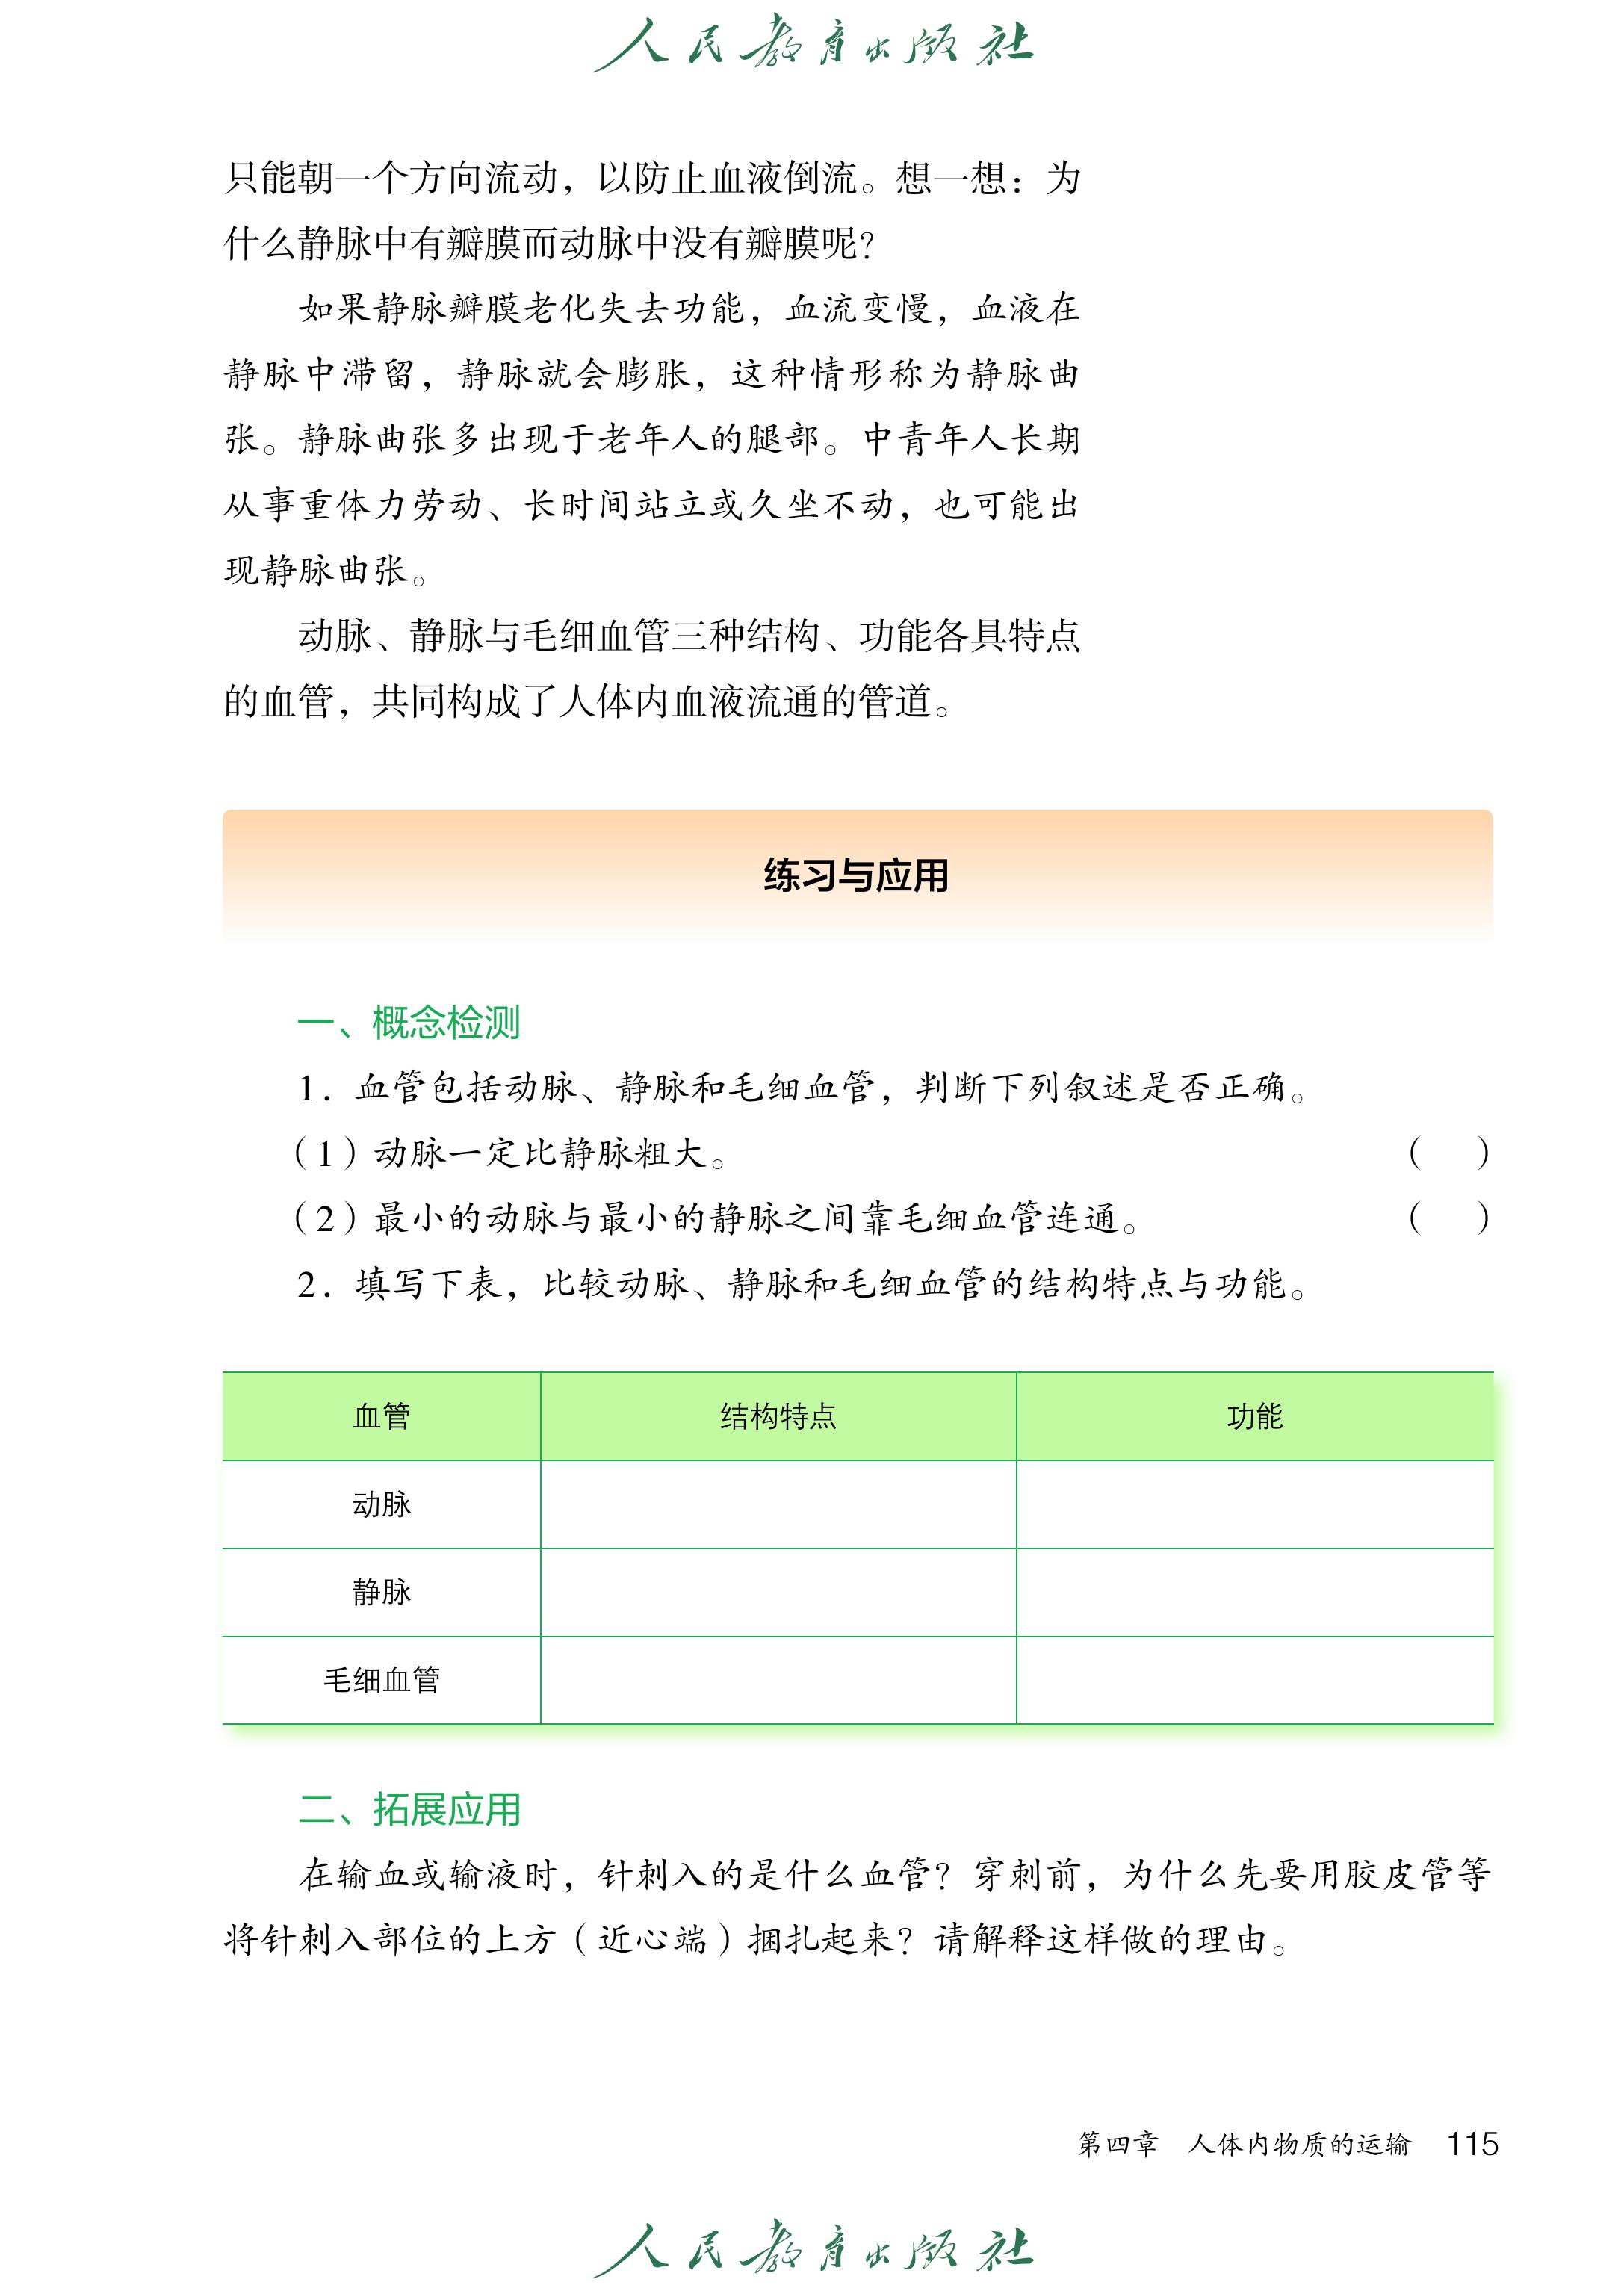 人民教育出版社
只能朝一个方向流动，以防止血液倒流。想一想：为
什么静脉中有瓣膜而动脉中没有瓣膜呢？
如果静脉瓣膜老化失去功能，血流变慢，血液在
静脉中滞留，静脉就会膨胀，这种情形称为静脉曲
张。静脉曲张多出现于老年人的腿部。中青年人长期
从事重体力劳动、长时间站立或久坐不动，也可能出
现静脉曲张。
动脉、静脉与毛细血管三种结构、功能各具特点
的血管，共同构成了人体内血液流通的管道。
练习与应用
一、概念检测
1. 血管包括动脉、静脉和毛细血管，判断下列叙述是否正确。
（1）动脉一定比静脉粗大。 （ ）
（2）最小的动脉与最小的静脉之间靠毛细血管连通。 （ ）
2. 填写下表，比较动脉、静脉和毛细血管的结构特点与功能。
血管 结构特点 功能
动脉
静脉
毛细血管
二、拓展应用
在输血或输液时，针刺入的是什么血管？穿刺前，为什么先要用胶皮管等
将针刺入部位的上方（近心端）捆扎起来？请解释这样做的理由。
第四章 人体内物质的运输 115
人民教育出版社